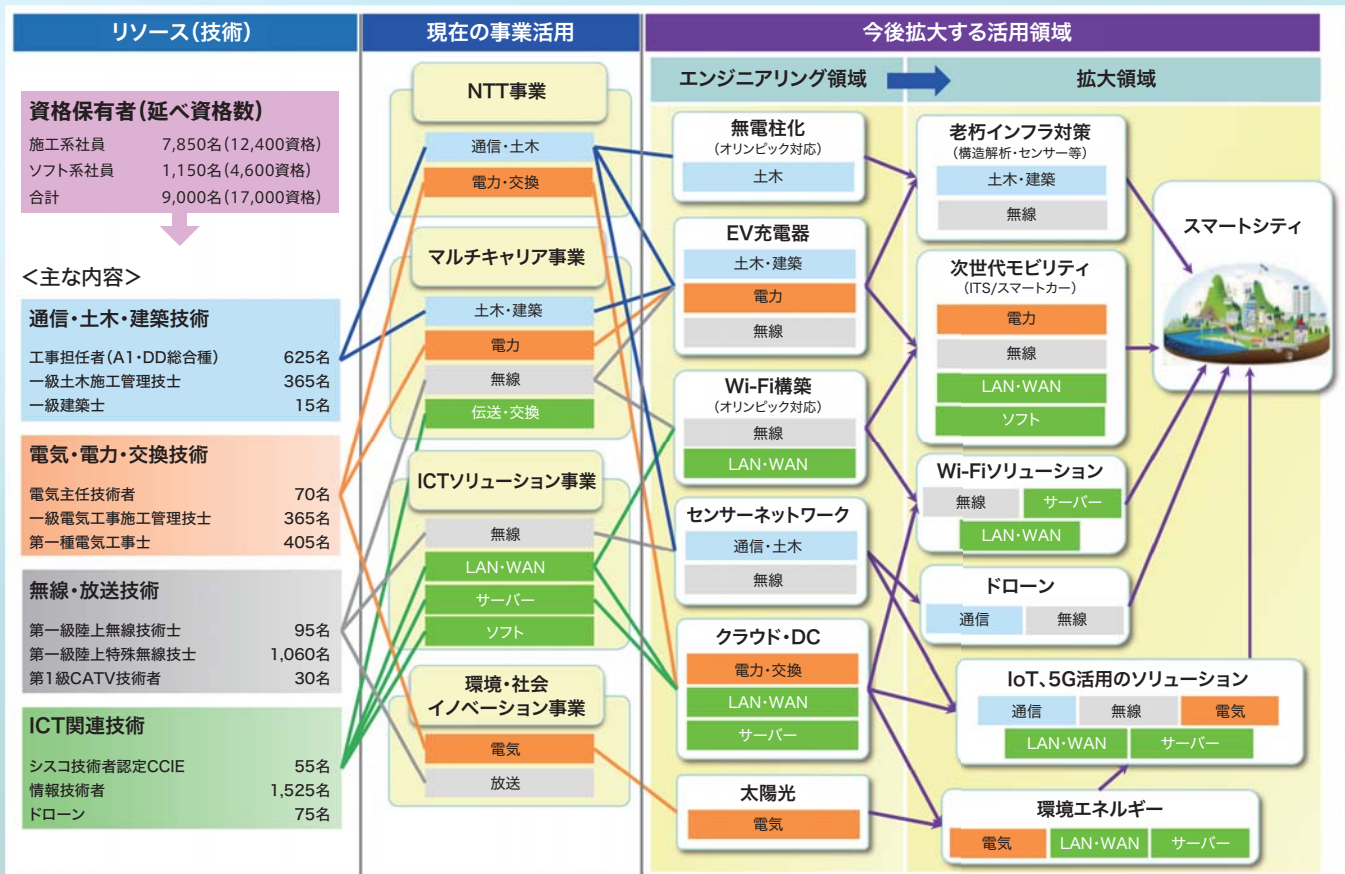 リソース(技術)
現在の事業活用
今後拡大する活用領域
エンジニアリング領域
拡大領域
資格保有者(延べ資格数)
施工系社員 7,850名(12,400資格)
ソフト系社員 1,150名(4,600資格)
合計 9,000名(17,000資格)
<主な内容>
通信・土木・建築技術
工事担任者(A1・DD総合種) 625名
一級土木施工管理技士 365名
一級建築士 15名
電気・電力・交換技術
電気主任技術者 70名
一級電気工事施工管理技士 365名
第一種電気工事士 405名
無線・放送技術
第一級陸上無線技術士 95名
第一級陸上特殊無線技士 1,060名
第1級CATV技術者 30名
ICT関連技術
シスコ技術者認定CCIE 55名
情報技術者 1,525名
ドローン 75名
NTT事業
通信・土木
電力・交換
マルチキャリア事業
土木・建築
電力
無線
伝送・交換
ICTソリューション事業
無線
LAN・WAN
サーバー
ソフト
環境・社会
イノベーション事業
電気
放送
無電柱化
(オリンピック対応)
土木
EV充電器
土木・建築
電力
無線
Wi-Fi構築
(オリンピック対応)
無線
LAN・WAN
センサーネットワーク
通信・土木
無線
クラウド・DC
電力・交換
LAN・WAN
サーバー
太陽光
電気
老朽インフラ対策
(構造解析・センサー等)
土木・建築
無線
次世代モビリティ
(ITS/スマートカー)
電力
無線
LAN・WAN
ソフト
Wi-Fiソリューション
無線 サーバー
LAN・WAN
ドローン
通信 無線
IoT、5G活用のソリューション
通信 無線 電気
LAN・WAN サーバー
環境エネルギー
電気 LAN・WAN サーバー
スマートシティ